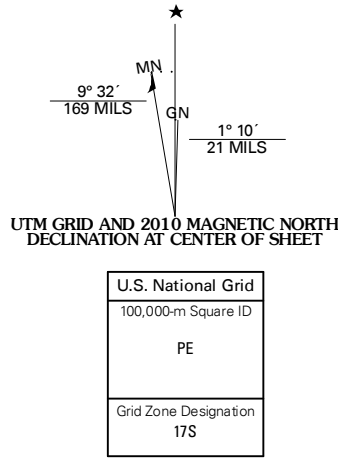 ★
MN
GN
9° 32´
169 MILS
1° 10´
21 MILS
UTM GRID AND 2010 MAGNETIC NORTH
DECLINATION AT CENTER OF SHEET
U.S. National Grid
100,000-m Square ID
PE
Grid Zone Designation
17S